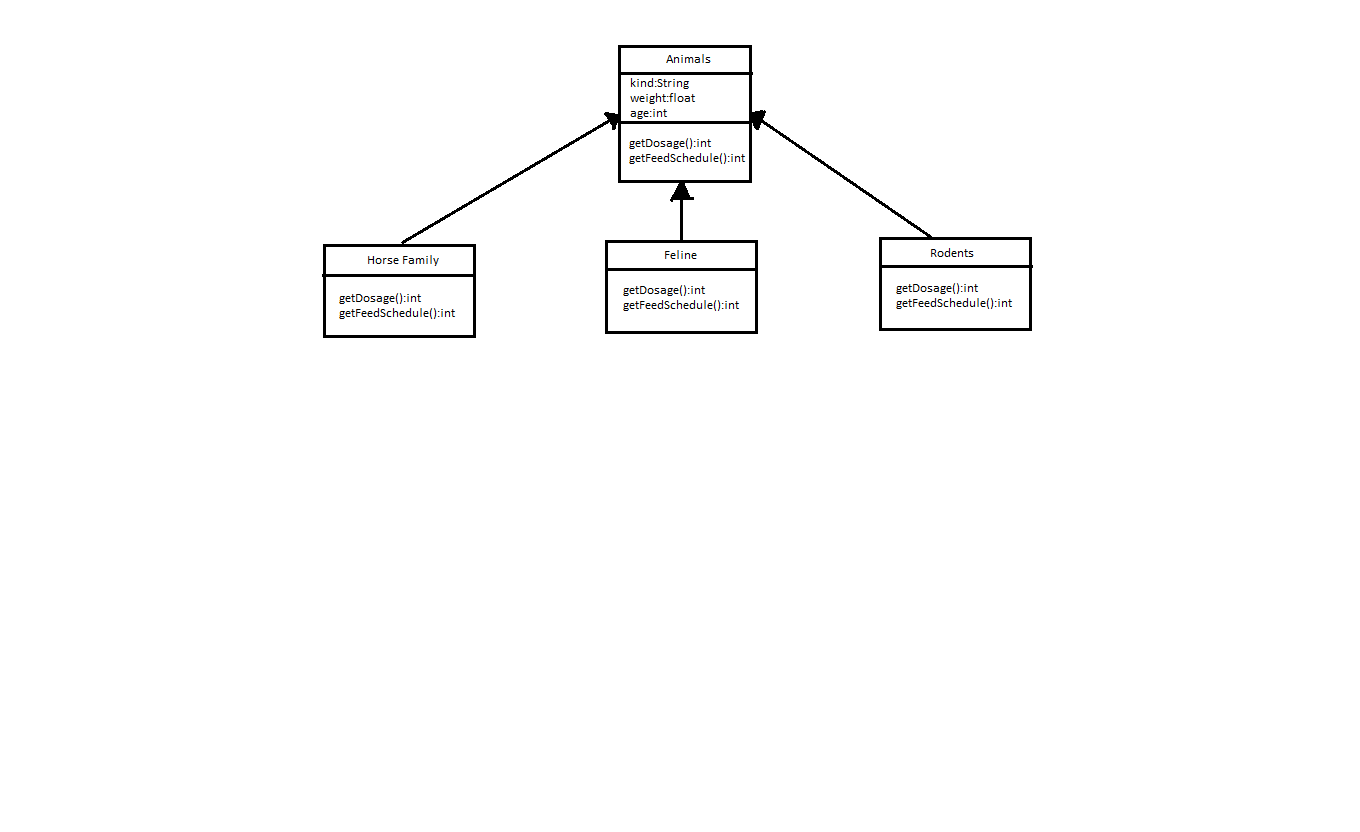 Animals
kind:String
weight:float
age:int
getDosage():int
getFeedSchedule():int
Horse Family
getDosage():int
getFeedSchedule():int
Feline
getDosage():int
getFeedSchedule():int
Rodents
getDosage():int
getFeedSchedule():int